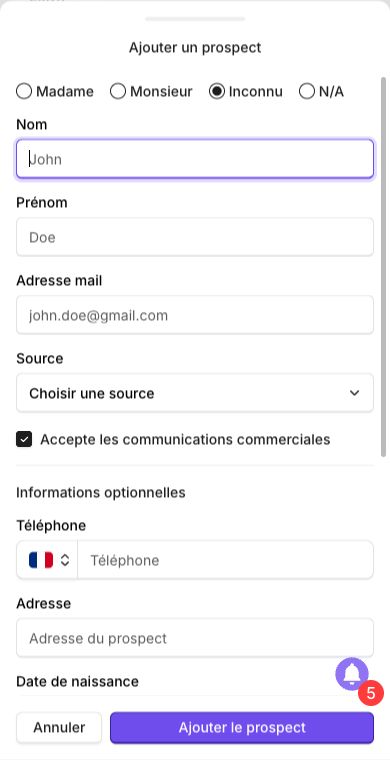 Ajouter un prospect
Madame Monsieur Inconnu N/A
Nom
John
Prénom
Doe
Adresse mail
john.doe@gmail.com
Source
Choisir une source
Accepte les communications commerciales
Informations optionnelles
Téléphone
Téléphone
Adresse
Adresse du prospect
Date de naissance
5
Annuler Ajouter le prospect